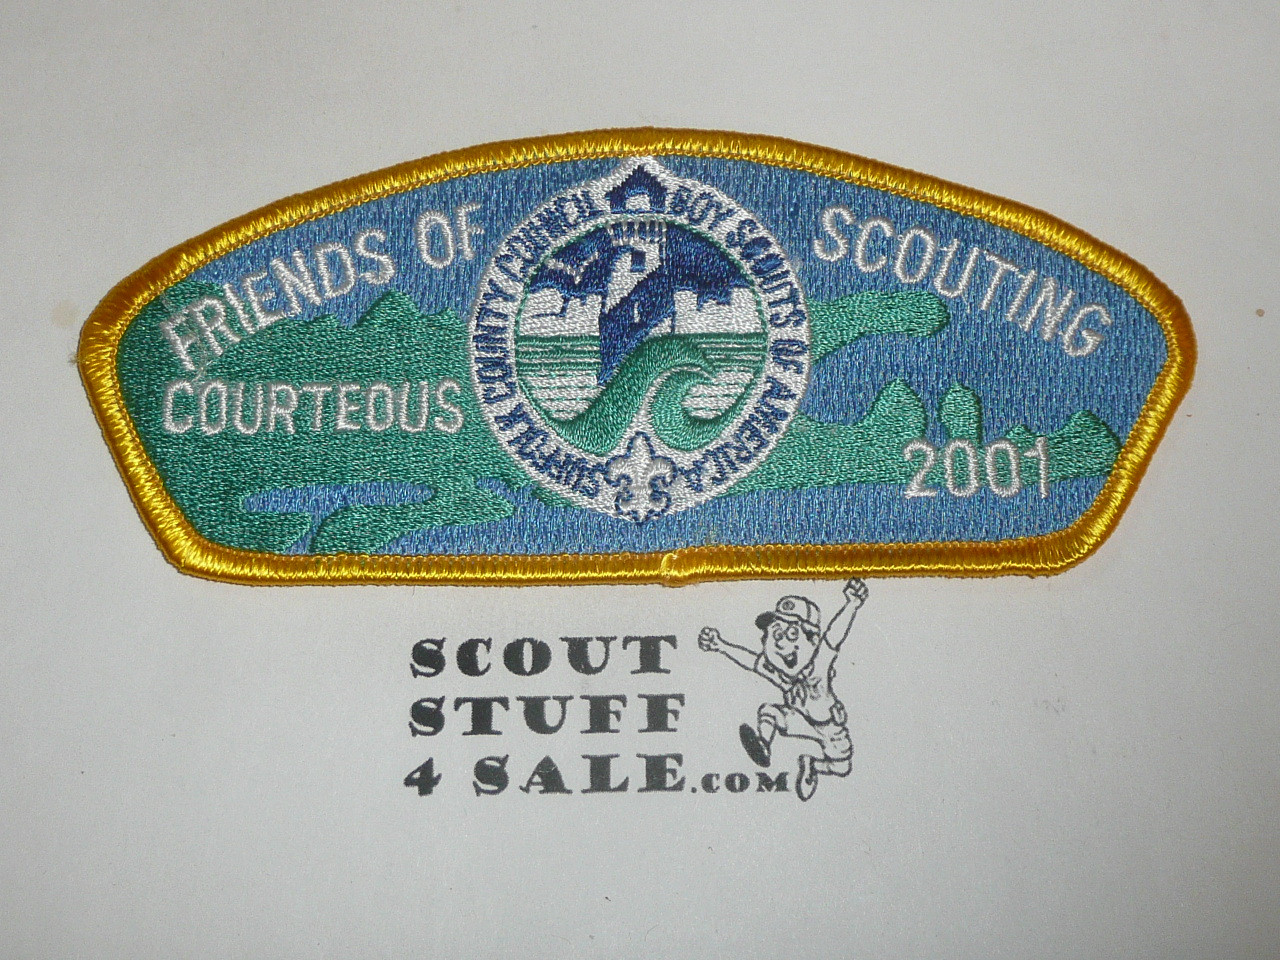 FRIENDS OF SCOUTING
COURTEOUS
SUFFOLK COUNTY COUNCIL BOY SCOUTS OF AMERICA
2001
SCOUT
STUFF
4 SALE.COM